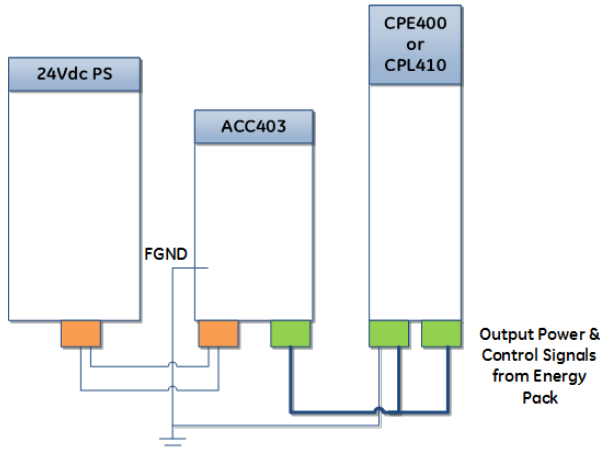 CPE400
or
CPL410
24Vdc PS
ACC403
FGND
Output Power &
Control Signals
from Energy
Pack